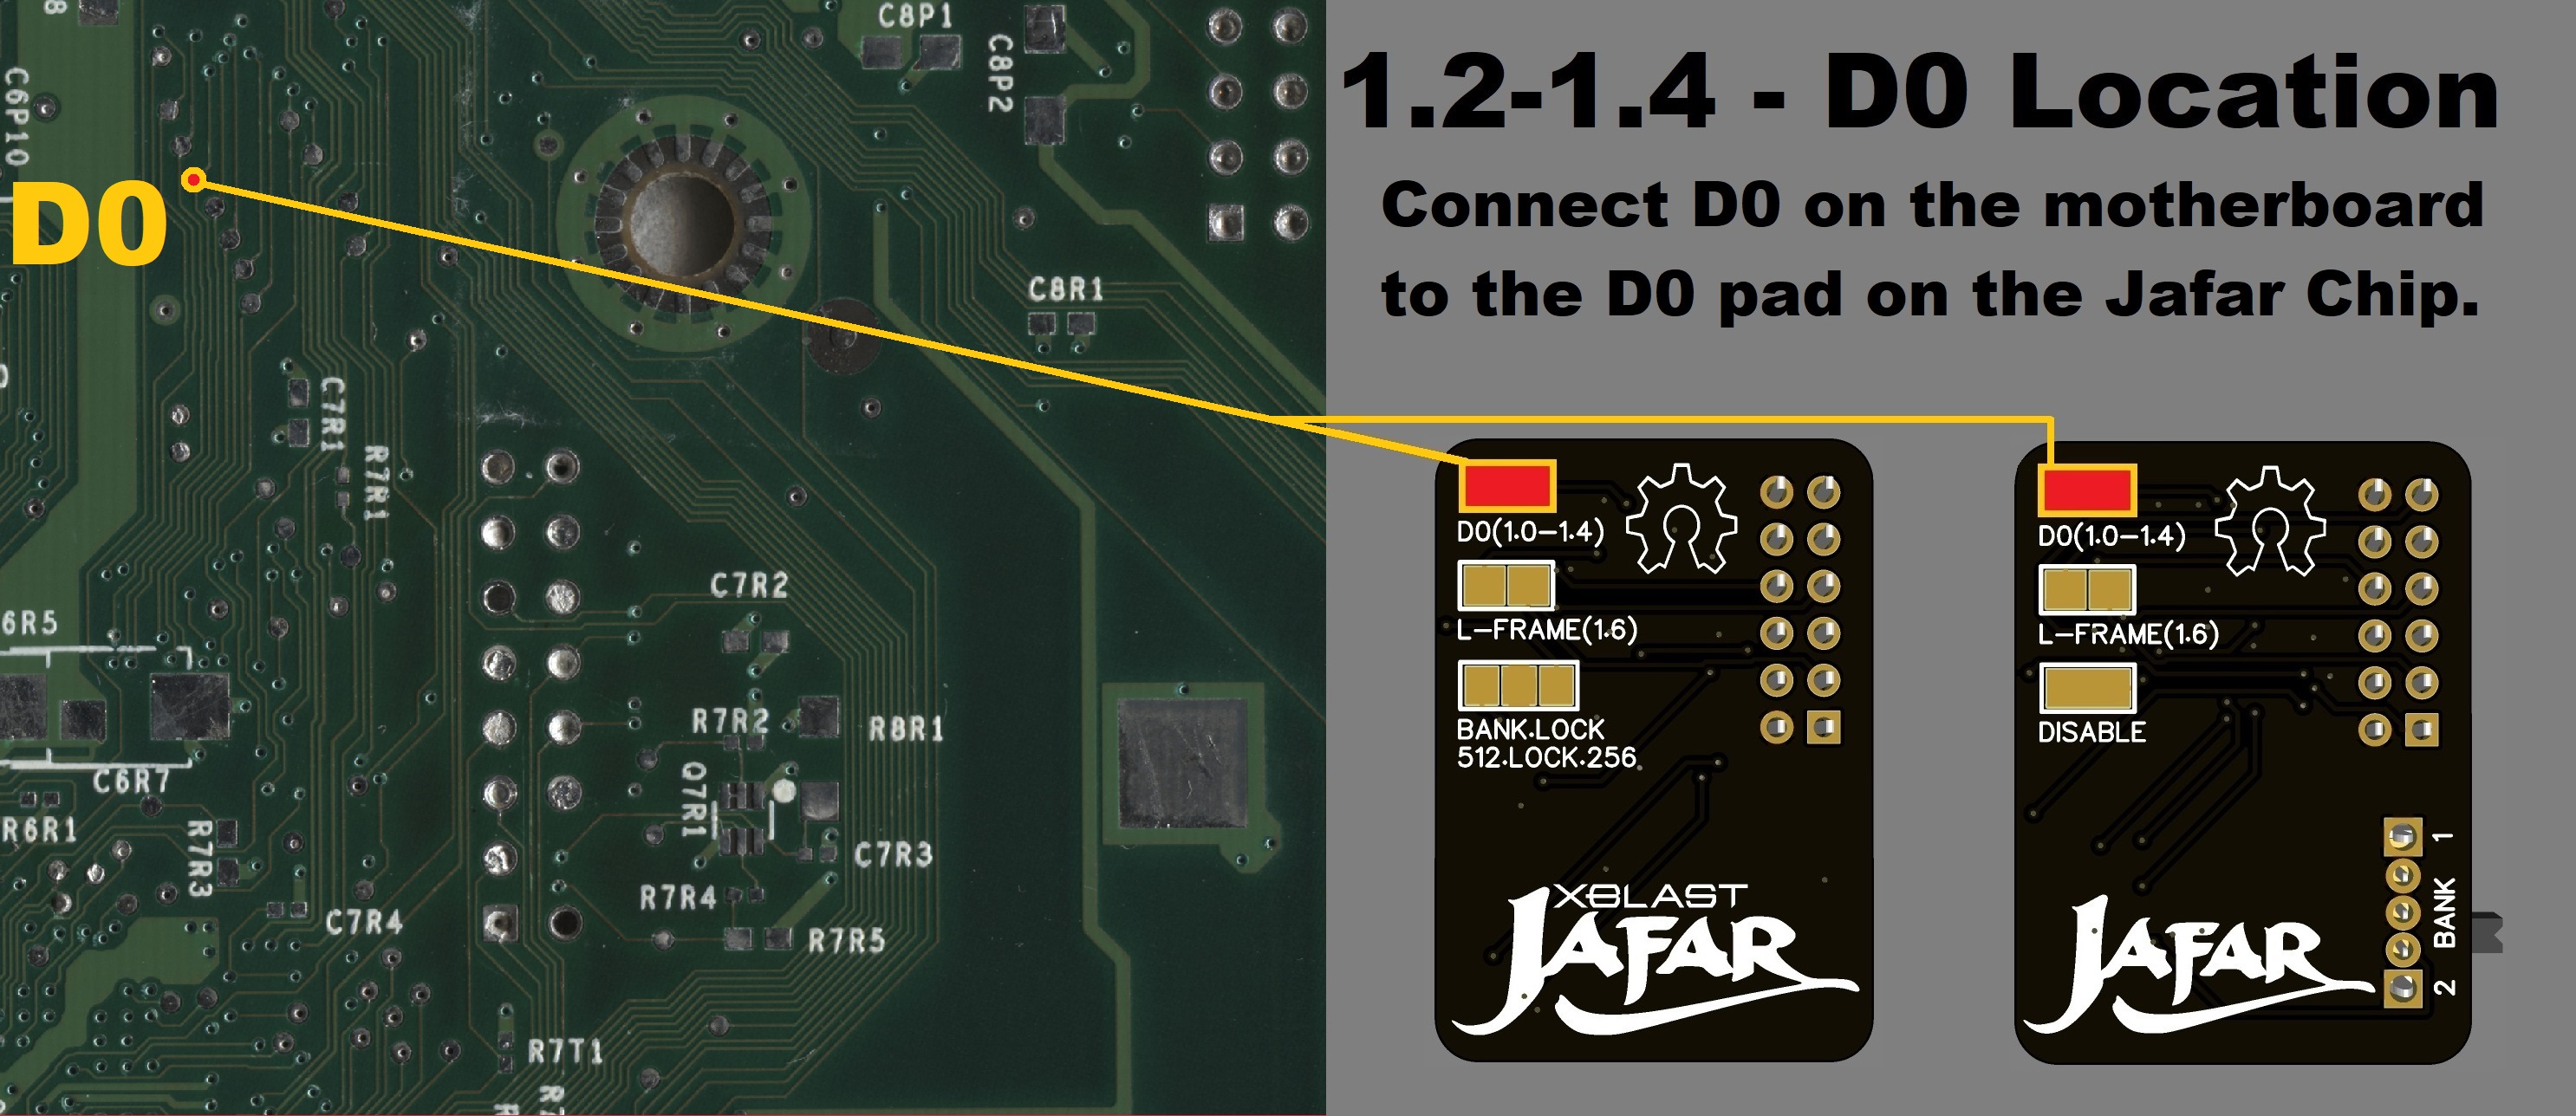 1.2-1.4 - D0 Location
Connect D0 on the motherboard
to the D0 pad on the Jafar Chip.
D0
C8P1
C8P2
C6P10
C8R1
C7R1
R7R1
C7R2
6R5
R7R2
R8R1
C6R7
Q7R1
R6R1
R7R3
C7R3
R7R4
C7R4
R7R5
R7T1
D0(1.0-1.4)
L-FRAME(1.6)
BANK.LOCK
512.LOCK.256
XBLAST
JAFAR
D0(1.0-1.4)
L-FRAME(1.6)
DISABLE
1
BANK
2
JAFAR